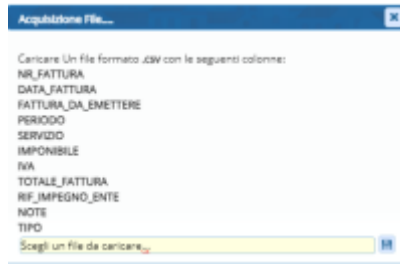 Acquisizione File....
Caricare Un file formato .csv con le seguenti colonne:
NR_FATTURA
DATA_FATTURA
FATTURA_DA_EMETTERE
PERIODO
SERVIZIO
IMPONIBILE
IVA
TOTALE_FATTURA
RIF_IMPEGNO_ENTE
NOTE
TIPO
Scegli un file da caricare...